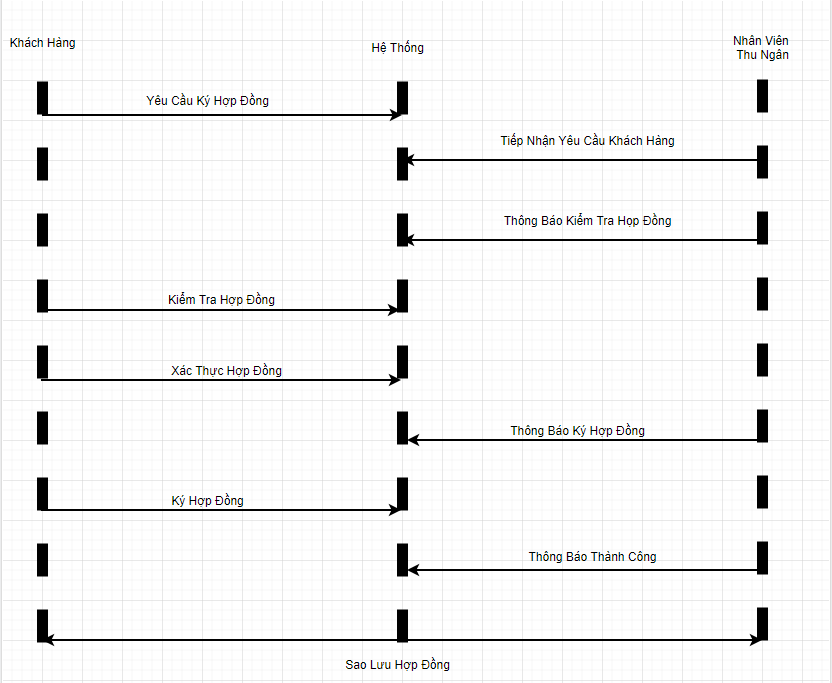 Khách Hàng
Hệ Thống
Nhân Viên
Thu Ngân
Yêu Cầu Ký Hợp Đồng
Tiếp Nhận Yêu Cầu Khách Hàng
Thông Báo Kiểm Tra Họp Đồng
Kiểm Tra Hợp Đồng
Xác Thực Hợp Đồng
Thông Báo Ký Hợp Đồng
Ký Hợp Đồng
Thông Báo Thành Công
Sao Lưu Hợp Đồng